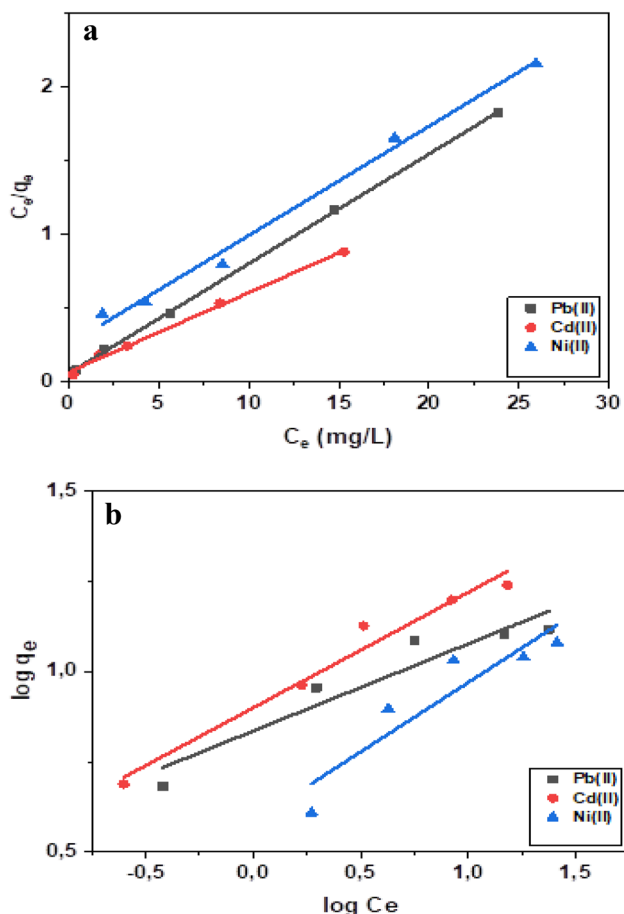 a
2
1
0
0
5
10
15
20
25
30
Cₑ/qₑ
Cₑ (mg/L)
Pb(II)
Cd(II)
Ni(II)
b
1,5
1,0
0,5
-0,5
0,0
0,5
1,0
1,5
log qₑ
log Ce
Pb(II)
Cd(II)
Ni(II)